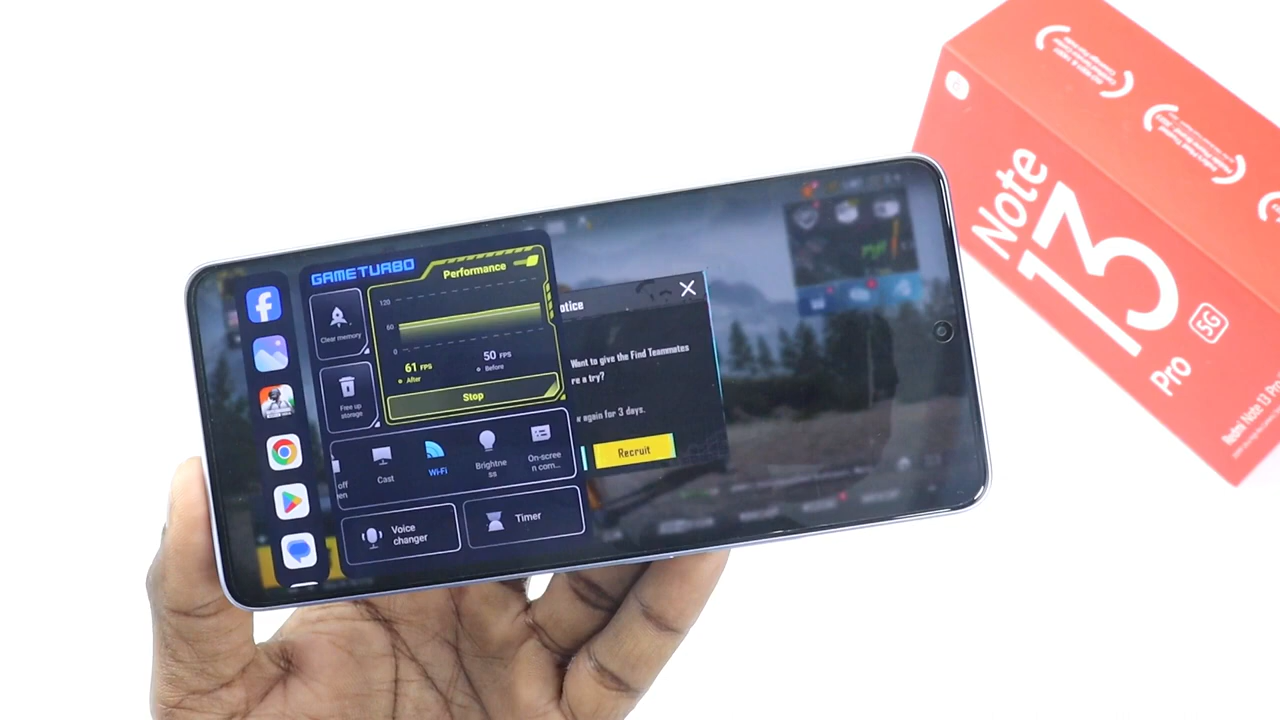 GAMETURBO
Performance
Clear memory
120
60
0
61 FPS
After
50 FPS
Before
Stop
Free up
storage
off
en
Cast
Wi-Fi
Brightne
ss
On-scree
n com...
Voice
changer
Timer
otice
Want to give the Find Teammates
re a try?
again for 3 days.
Recruit
Note
13
Pro
5G
Redmi Note 13 Pro